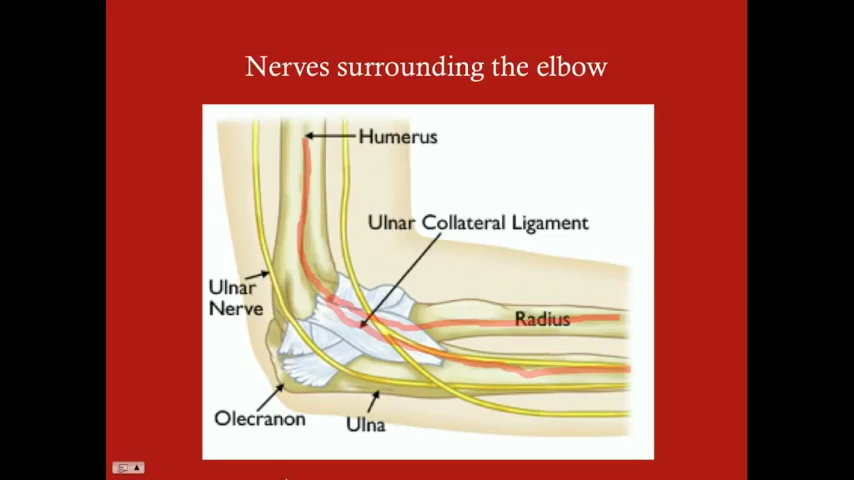 Nerves surrounding the elbow
Humerus
Ulnar Collateral Ligament
Ulnar
Nerve
Radius
Olecranon
Ulna